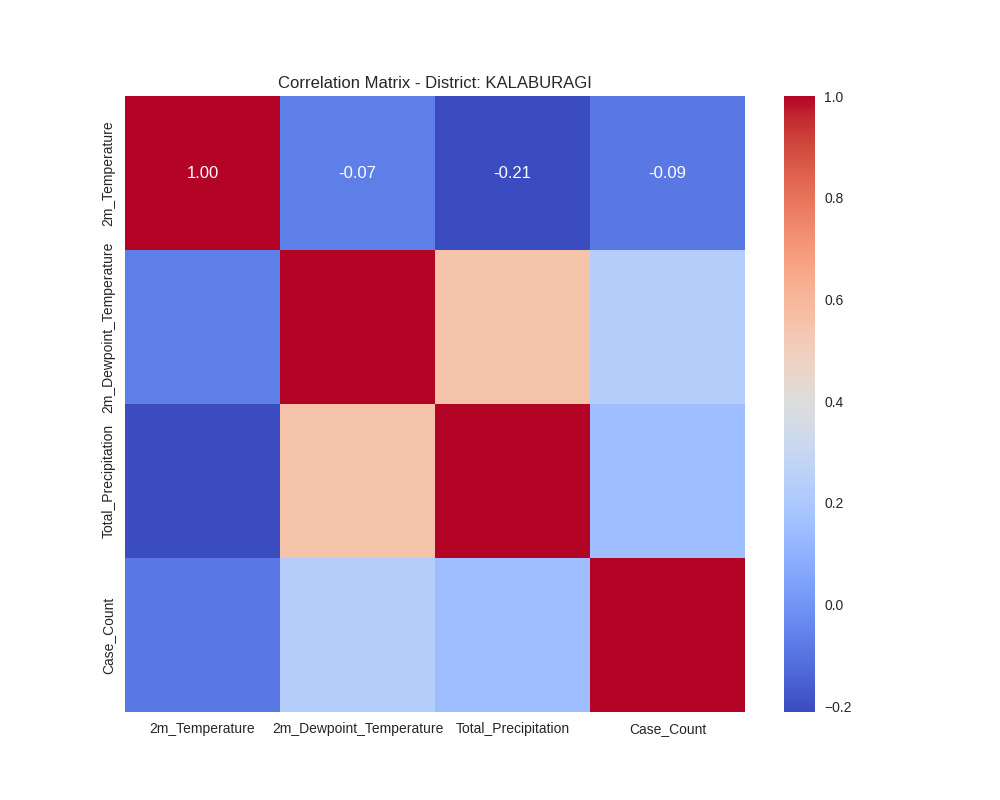 Correlation Matrix - District: KALABURAGI
2m_Temperature
1.00 -0.07 -0.21 -0.09
2m_Dewpoint_Temperature
Total_Precipitation
Case_Count
2m_Temperature 2m_Dewpoint_Temperature Total_Precipitation Case_Count
1.0
0.8
0.6
0.4
0.2
0.0
−0.2